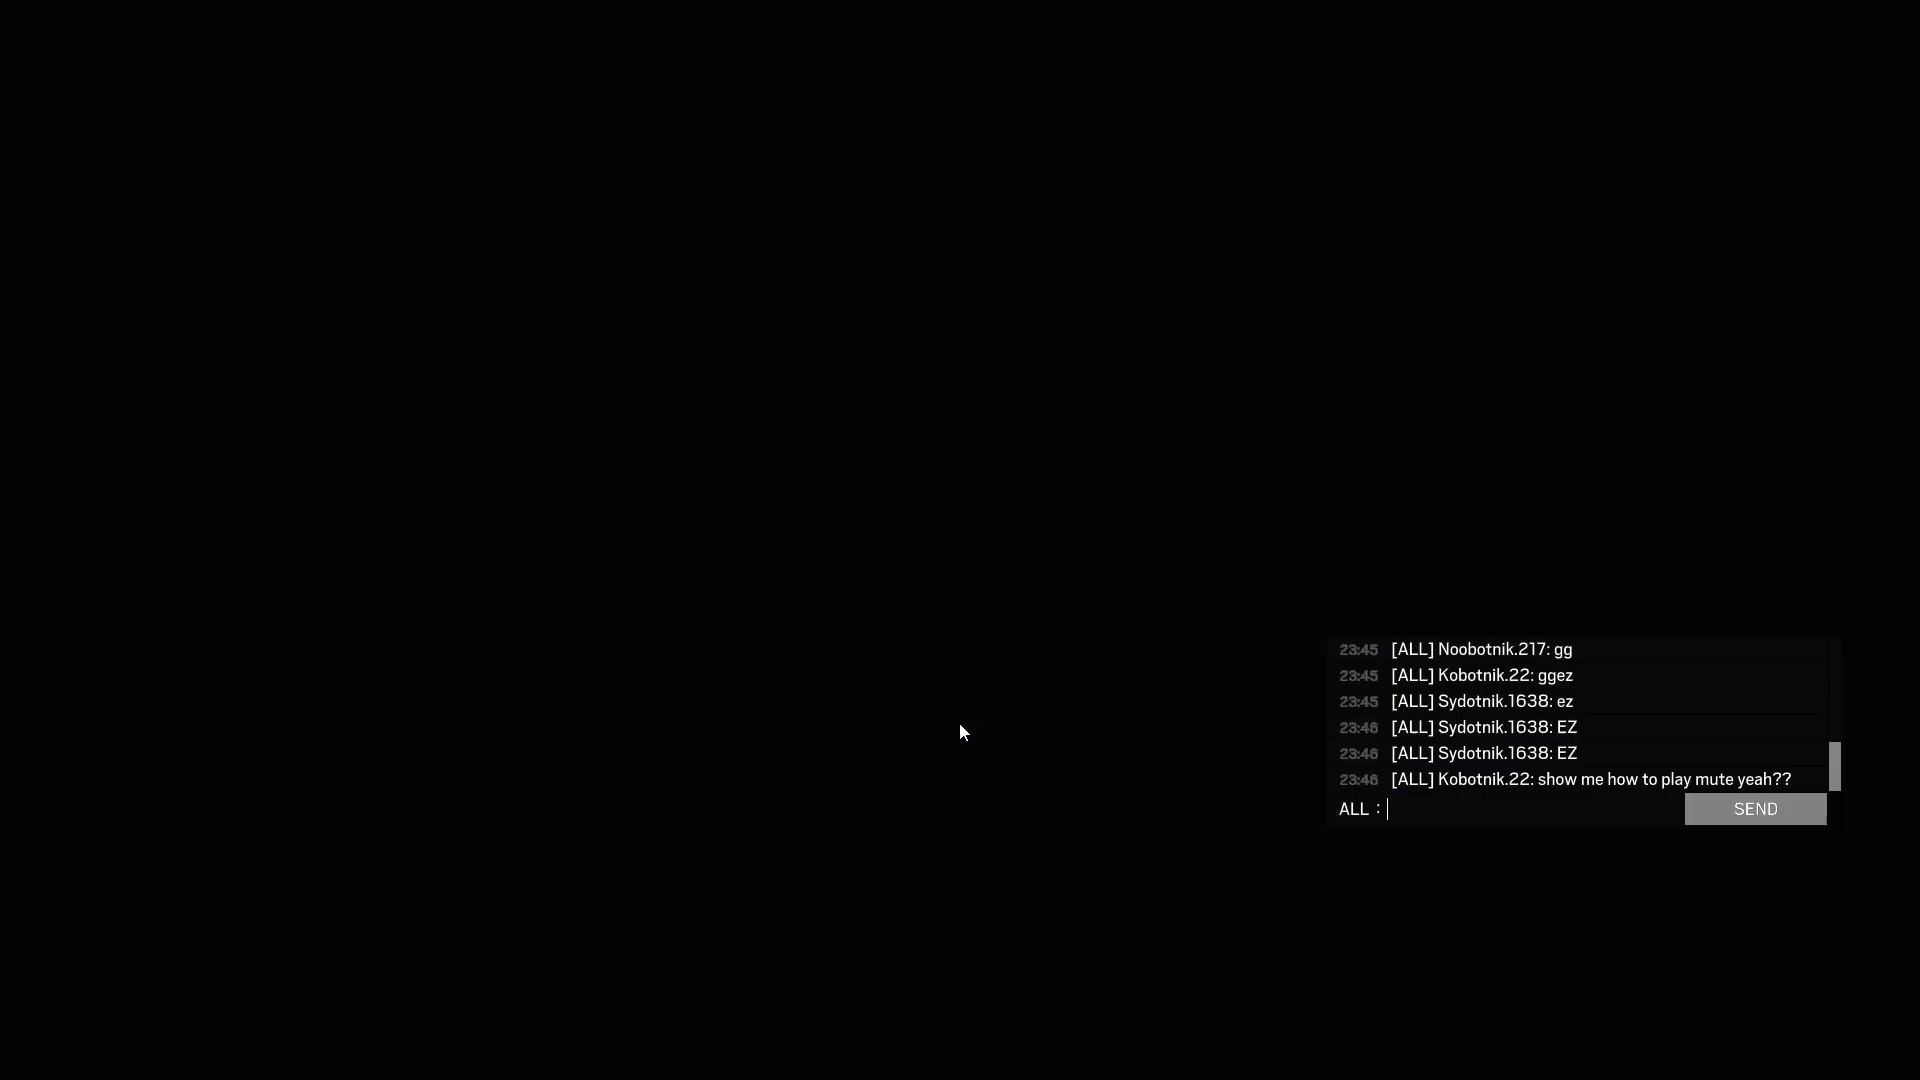 23:45 [ALL] Noobotnik.217: gg
23:45 [ALL] Kobotnik.22: ggez
23:45 [ALL] Sydotnik.1638: ez
23:46 [ALL] Sydotnik.1638: EZ
23:46 [ALL] Sydotnik.1638: EZ
23:46 [ALL] Kobotnik.22: show me how to play mute yeah??
ALL : SEND